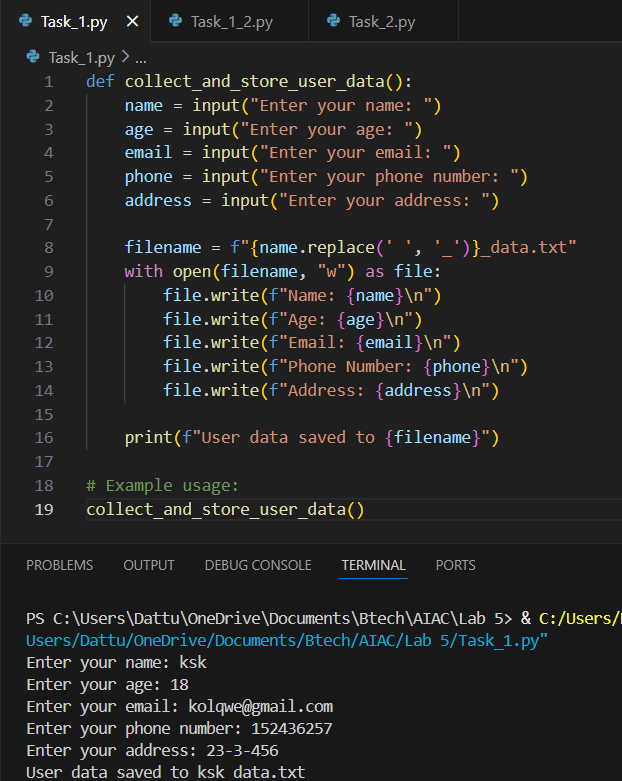 Task_1.py × Task_1_2.py Task_2.py
Task_1.py > ...
1 def collect_and_store_user_data():
2     name = input("Enter your name: ")
3     age = input("Enter your age: ")
4     email = input("Enter your email: ")
5     phone = input("Enter your phone number: ")
6     address = input("Enter your address: ")
7
8     filename = f"{name.replace(' ', '_')}_data.txt"
9     with open(filename, "w") as file:
10         file.write(f"Name: {name}\n")
11         file.write(f"Age: {age}\n")
12         file.write(f"Email: {email}\n")
13         file.write(f"Phone Number: {phone}\n")
14         file.write(f"Address: {address}\n")
15
16     print(f"User data saved to {filename}")
17
18 # Example usage:
19 collect_and_store_user_data()
PROBLEMS OUTPUT DEBUG CONSOLE TERMINAL PORTS
PS C:\Users\Dattu\OneDrive\Documents\Btech\AIAC\Lab 5> & C:/Users/
Users/Dattu/OneDrive/Documents/Btech/AIAC/Lab 5/Task_1.py"
Enter your name: ksk
Enter your age: 18
Enter your email: kolqwe@gmail.com
Enter your phone number: 152436257
Enter your address: 23-3-456
User data saved to ksk_data.txt